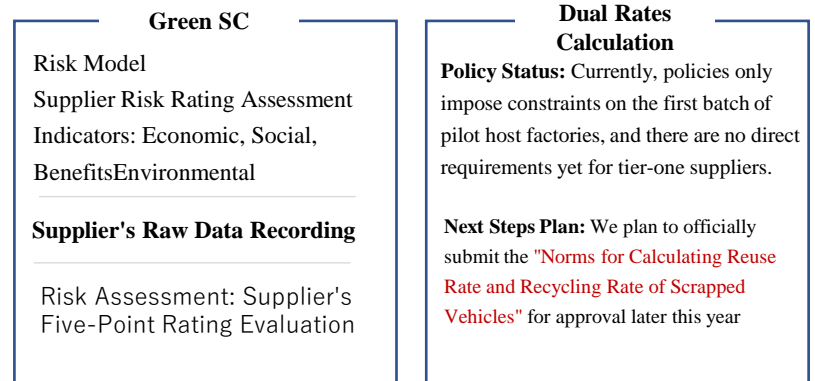 Green SC
Risk Model
Supplier Risk Rating Assessment
Indicators: Economic, Social,
BenefitsEnvironmental
Supplier's Raw Data Recording
Risk Assessment: Supplier's
Five-Point Rating Evaluation
Dual Rates
Calculation
Policy Status: Currently, policies only
impose constraints on the first batch of
pilot host factories, and there are no direct
requirements yet for tier-one suppliers.
Next Steps Plan: We plan to officially
submit the "Norms for Calculating Reuse
Rate and Recycling Rate of Scrapped
Vehicles" for approval later this year